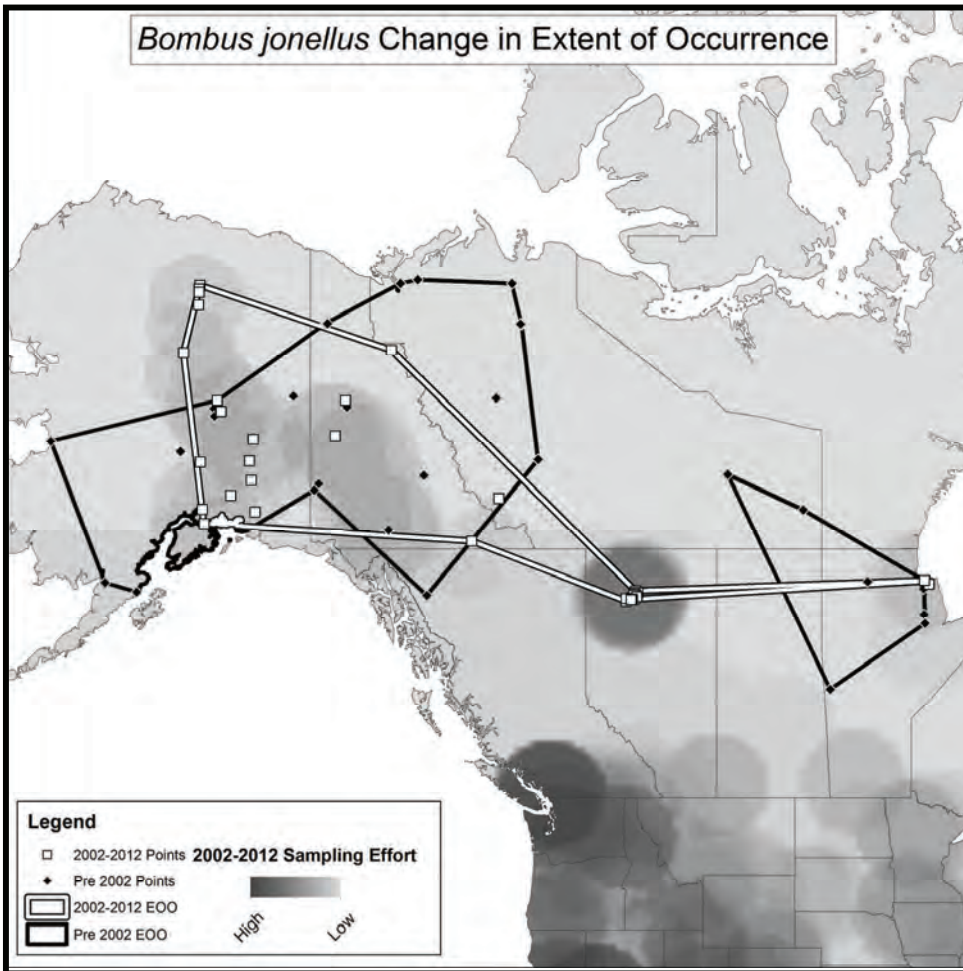 Bombus jonellus Change in Extent of Occurrence
Legend
2002-2012 Points
Pre 2002 Points
2002-2012 EOO
Pre 2002 EOO
2002-2012 Sampling Effort
High
Low